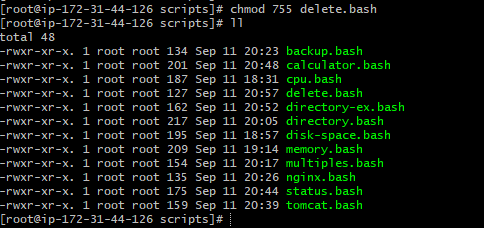 [root@ip-172-31-44-126 scripts]# chmod 755 delete.bash
[root@ip-172-31-44-126 scripts]# ll
total 48
-rwxr-xr-x. 1 root root 134 Sep 11 20:23 backup.bash
-rwxr-xr-x. 1 root root 201 Sep 11 20:48 calculator.bash
-rwxr-xr-x. 1 root root 187 Sep 11 18:31 cpu.bash
-rwxr-xr-x. 1 root root 127 Sep 11 20:57 delete.bash
-rwxr-xr-x. 1 root root 162 Sep 11 20:52 directory-ex.bash
-rwxr-xr-x. 1 root root 217 Sep 11 20:05 directory.bash
-rwxr-xr-x. 1 root root 195 Sep 11 18:57 disk-space.bash
-rwxr-xr-x. 1 root root 209 Sep 11 19:14 memory.bash
-rwxr-xr-x. 1 root root 154 Sep 11 20:17 multiples.bash
-rwxr-xr-x. 1 root root 135 Sep 11 20:26 nginx.bash
-rwxr-xr-x. 1 root root 175 Sep 11 20:44 status.bash
-rwxr-xr-x. 1 root root 159 Sep 11 20:39 tomcat.bash
[root@ip-172-31-44-126 scripts]#